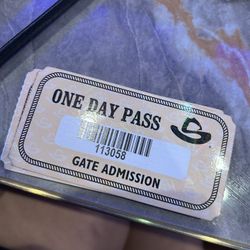 ONE DAY PASS
113058
GATE ADMISSION